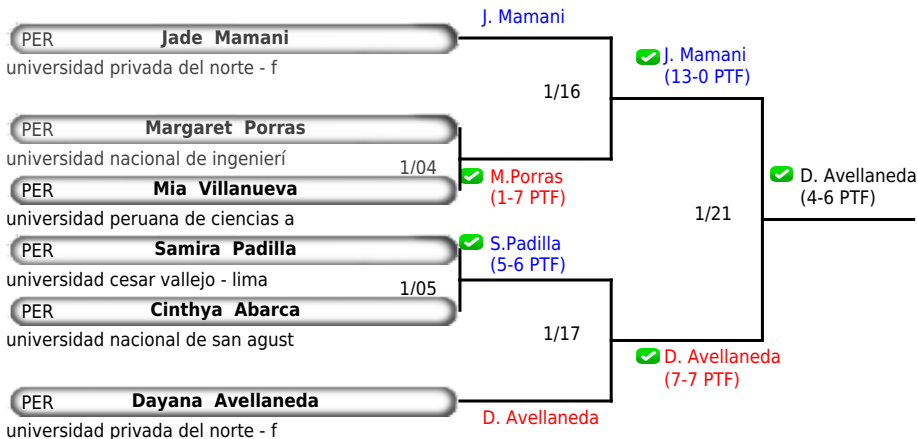 J. Mamani
PER Jade Mamani
universidad privada del norte - f
J. Mamani
(13-0 PTF)
1/16
PER Margaret Porras
universidad nacional de ingenierí
1/04
M.Porras
(1-7 PTF)
PER Mia Villanueva
universidad peruana de ciencias a
D. Avellaneda
(4-6 PTF)
1/21
PER Samira Padilla
universidad cesar vallejo - lima
S.Padilla
(5-6 PTF)
1/05
PER Cinthya Abarca
universidad nacional de san agust
1/17
D. Avellaneda
(7-7 PTF)
PER Dayana Avellaneda
universidad privada del norte - f
D. Avellaneda